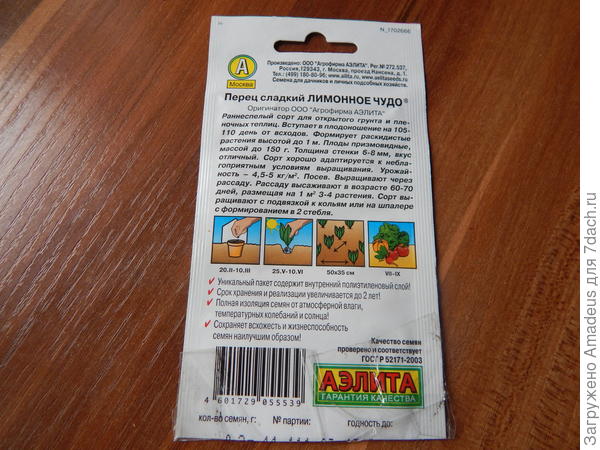 N_1702666
Произведено: ООО "Агрофирма АЭЛИТА". Рег.№ 272.537,
Россия,129343, г. Москва, проезд Нансена, д. 1.
Тел.: (499) 180-80-96; www.ailita.ru, www.aelitaseeds.ru
Семена для дачников и личных подсобных хозяйств.
А
Москва
Перец сладкий ЛИМОННОЕ ЧУДО®
Оригинатор ООО "Агрофирма АЭЛИТА"
Раннеспелый сорт для открытого грунта и пле-
ночных теплиц. Вступает в плодоношение на 105-
110 день от всходов. Формирует раскидистые
растения высотой до 1 м. Плоды призмовидные,
массой до 150 г. Толщина стенки 6-8 мм, вкус
отличный. Сорт хорошо адаптируется к небла-
гоприятным условиям выращивания. Урожай-
ность – 4,5-5 кг/м². Посев. Выращивают через
рассаду. Рассаду высаживают в возрасте 60-70
дней, размещая на 1 м² 3-4 растения. Сорт вы-
ращивают с подвязкой к кольям или на шпалере
с формированием в 2 стебля.
20.II-10.III
25.V-10.VI
50х35 см
VII-IX
Уникальный пакет содержит внутренний полиэтиленовый слой!
Срок хранения и реализации увеличивается до 2 лет!
Полная изоляция семян от атмосферной влаги,
температурных колебаний и солнца!
Сохраняет всхожесть и жизнеспособность
семян наилучшим образом!
Качество семян
проверено и соответствует
ГОСТ Р 52171-2003
АЭЛИТА
ГАРАНТИЯ КАЧЕСТВА
4 601729 055539
кол-во семян, г:
№ партии:
годность до:
Загружено Amadeus для 7dach.ru